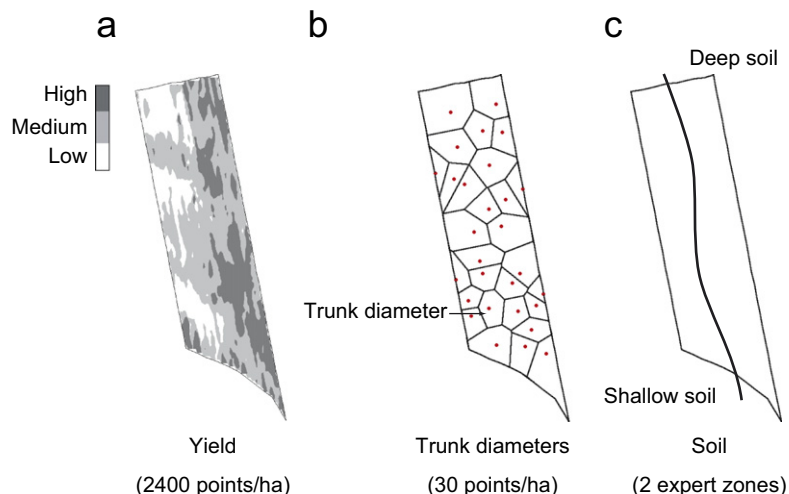 a
b
c
Deep soil
High
Medium
Low
Trunk diameter
Shallow soil
Yield
Trunk diameters
Soil
(2400 points/ha)
(30 points/ha)
(2 expert zones)